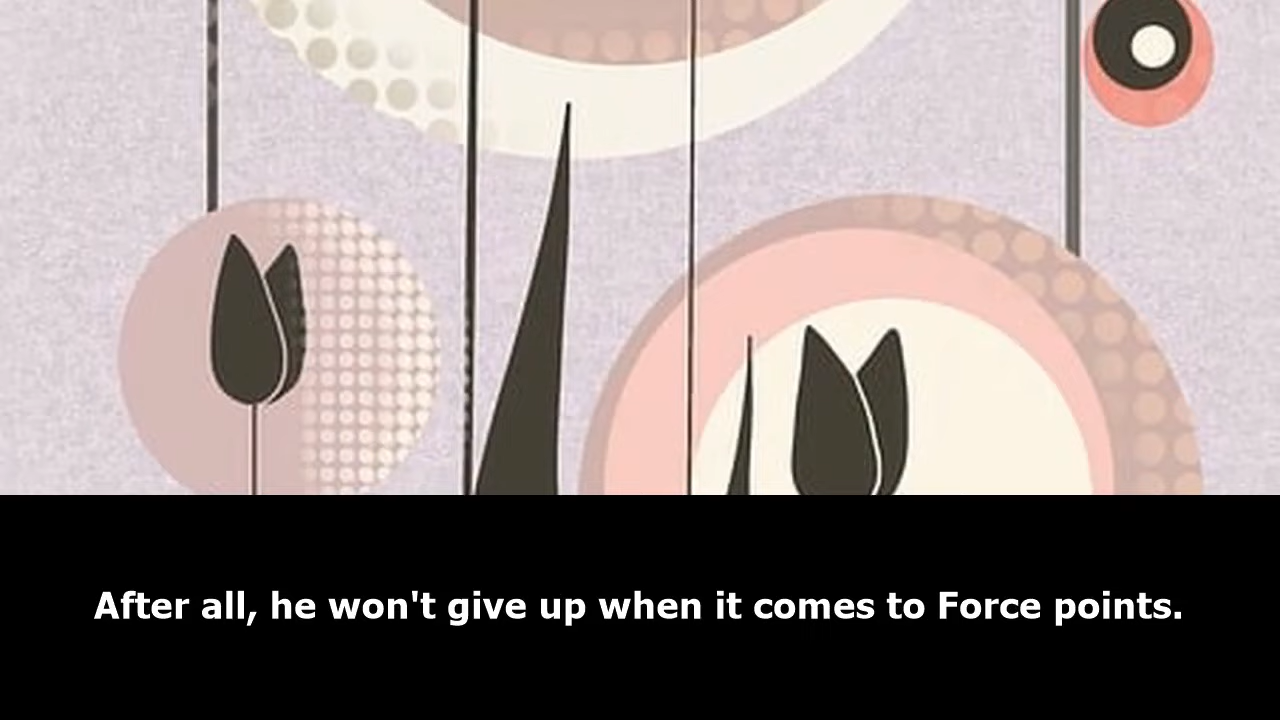 After all, he won't give up when it comes to Force points.